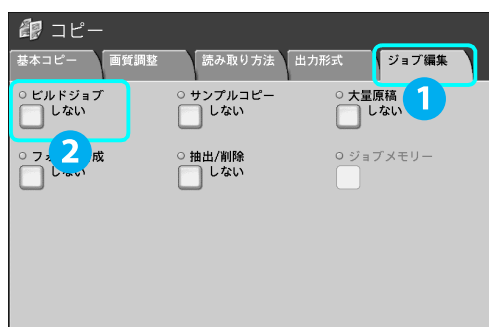 コピー
基本コピー 画質調整 読み取り方法 出力形式 ジョブ編集
ビルドジョブ サンプルコピー 大量原稿
しない しない しない
1
2
フォ 成 抽出/削除 ジョブメモリー
しない しない